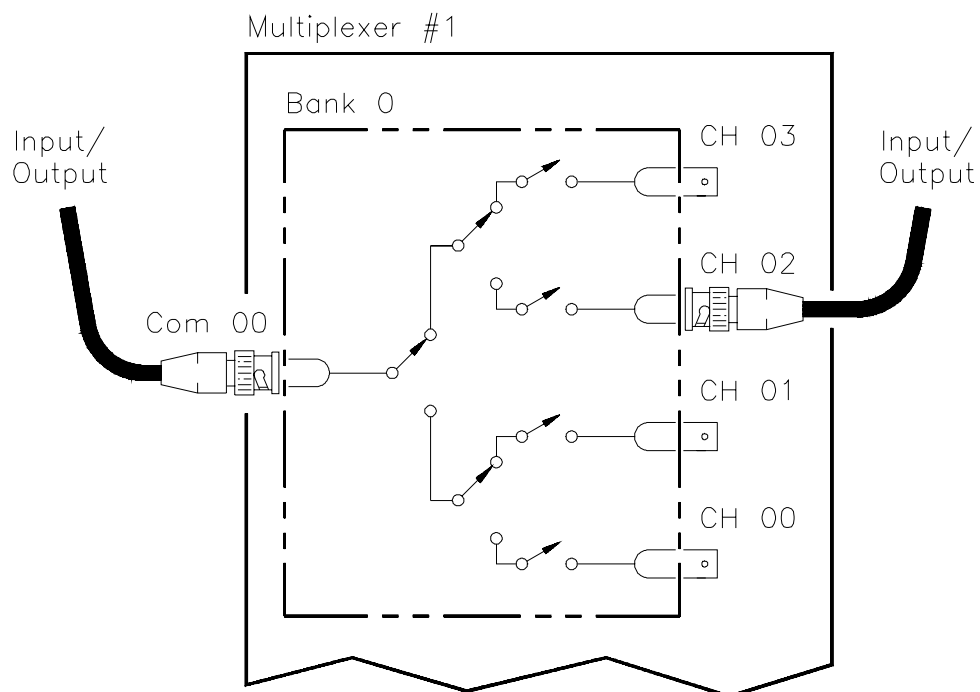 Multiplexer #1
Bank 0
Input/
Output
CH 03
Input/
Output
CH 02
Com 00
CH 01
CH 00